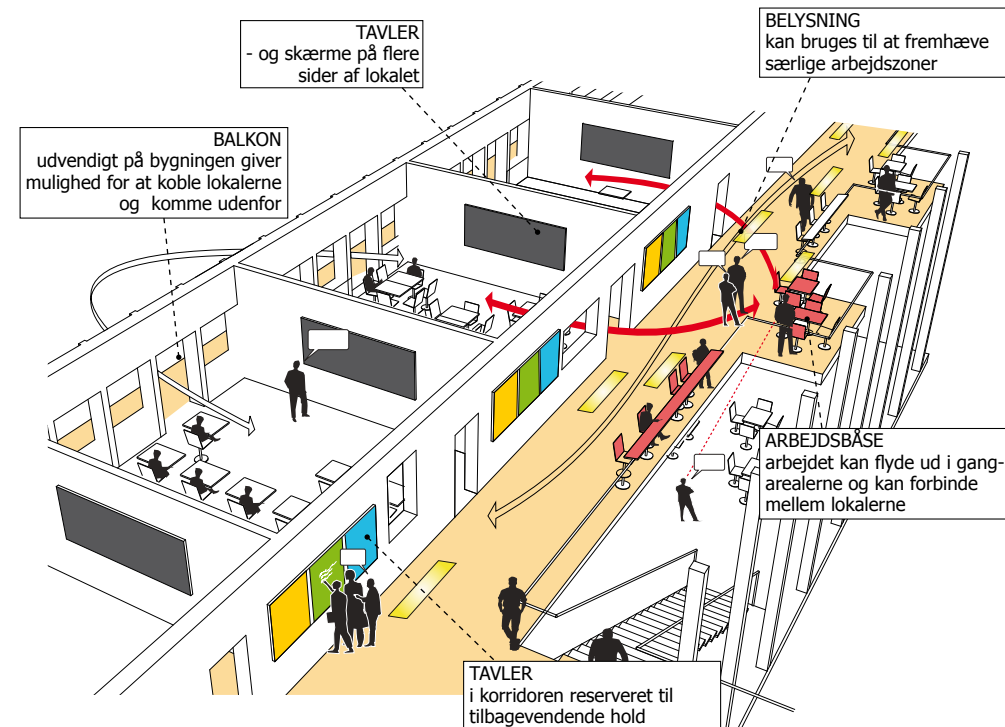 TAVLER
- og skærme på flere
sider af lokalet
BELYSNING
kan bruges til at fremhæve
særlige arbejdszoner
BALKON
udvendigt på bygningen giver
mulighed for at koble lokalerne
og komme udenfor
ARBEJDSBÅSE
arbejdet kan flyde ud i gang-
arealerne og kan forbinde
mellem lokalerne
TAVLER
i korridoren reserveret til
tilbagevendende hold